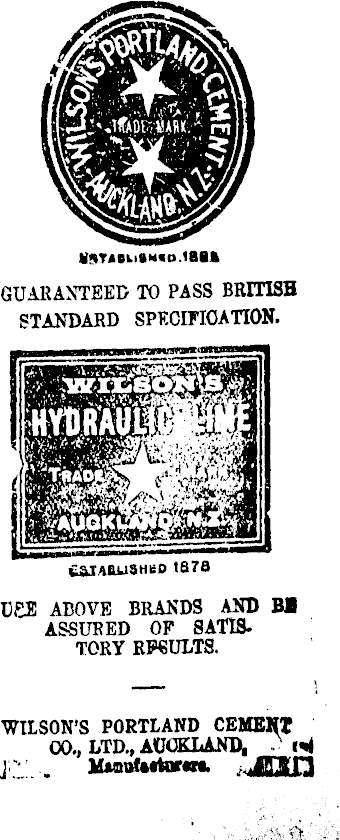 WILSON'S PORTLAND CEMENT
TRADE MARK
AUCKLAND, N.Z.
ESTABLISHED
GUARANTEED TO PASS BRITISH
STANDARD SPECIFICATION.
WILSON'S
HYDRAULIC LIME
TRADE MARK
AUCKLAND, N.Z.
ESTABLISHED 1878
USE ABOVE BRANDS AND BE
ASSURED OF SATIS-
TORY RESULTS.
WILSON'S PORTLAND CEMENT
CO., LTD., AUCKLAND,
Manufacturers.